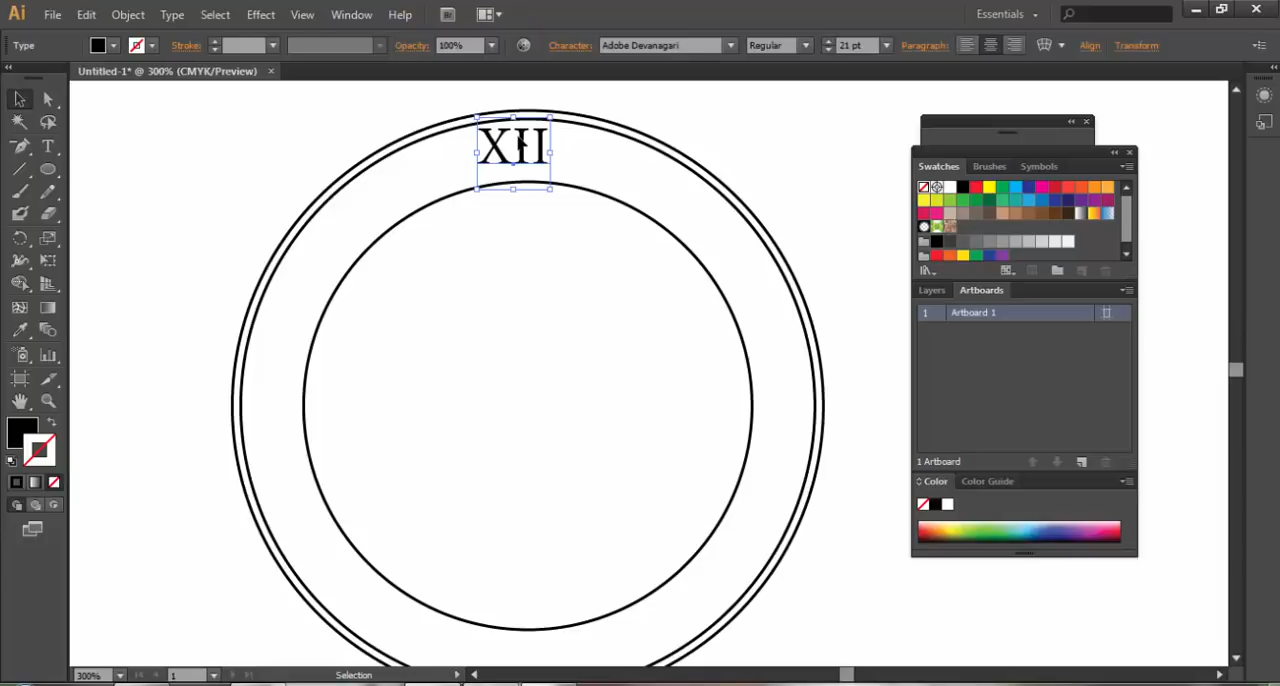 Ai File Edit Object Type Select Effect View Window Help Br Essentials
Type Stroke: Opacity: 100% Character: Adobe Devanagari Regular 21 pt Paragraph: Align Transform
Untitled-1* @ 300% (CMYK/Preview)
XII
Swatches Brushes Symbols
Layers Artboards
1 Artboard 1
1 Artboard
Color Color Guide
300% 1 Selection